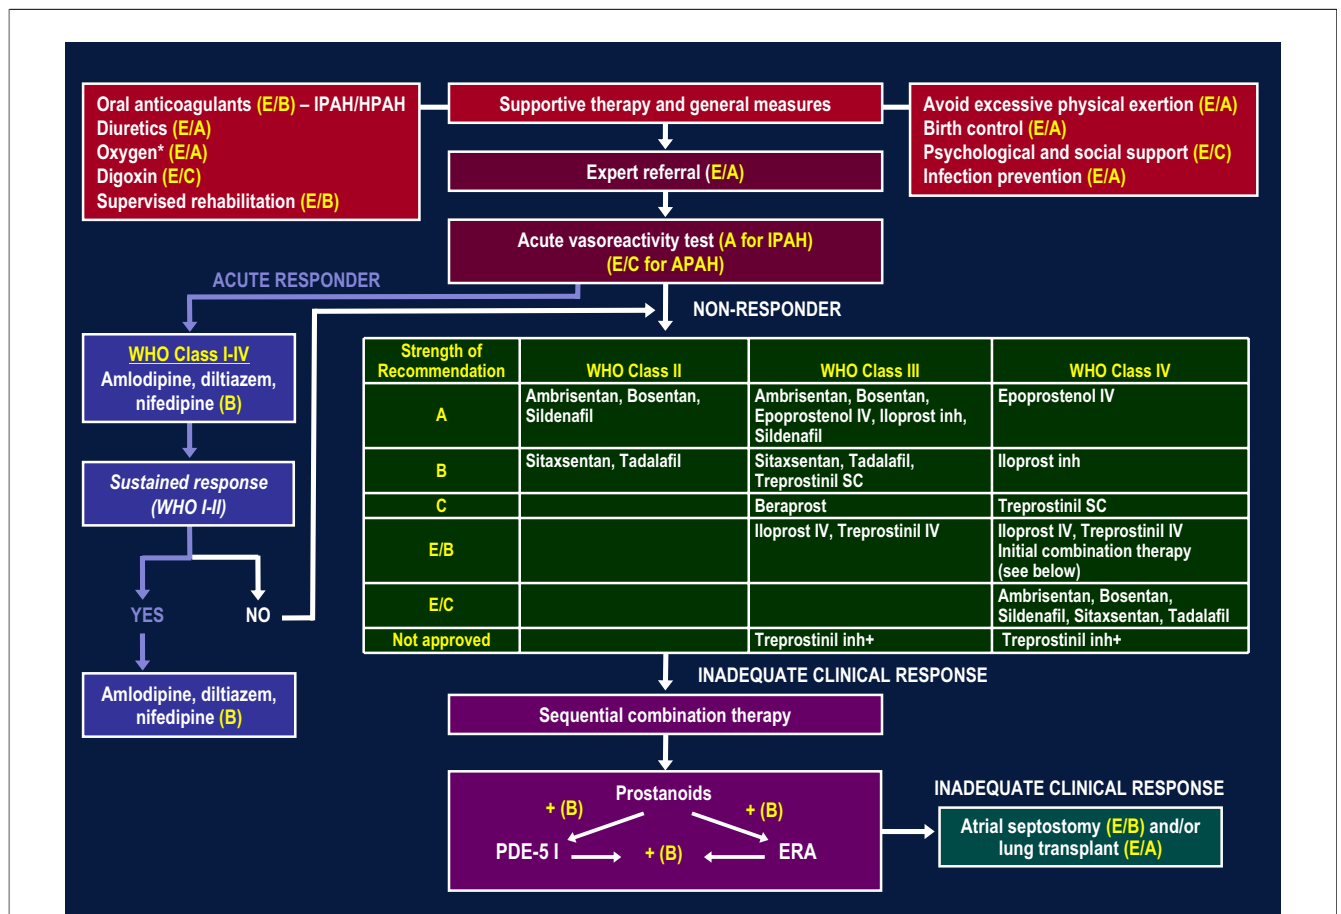 Oral anticoagulants (E/B) – IPAH/HPAH
Diuretics (E/A)
Oxygen* (E/A)
Digoxin (E/C)
Supervised rehabilitation (E/B)
Supportive therapy and general measures
Avoid excessive physical exertion (E/A)
Birth control (E/A)
Psychological and social support (E/C)
Infection prevention (E/A)
Expert referral (E/A)
Acute vasoreactivity test (A for IPAH)
(E/C for APAH)
ACUTE RESPONDER
NON-RESPONDER
WHO Class I-IV
Amlodipine, diltiazem,
nifedipine (B)
Sustained response
(WHO I-II)
YES
NO
Amlodipine, diltiazem,
nifedipine (B)
Strength of
Recommendation
WHO Class II
WHO Class III
WHO Class IV
A
Ambrisentan, Bosentan,
Sildenafil
Ambrisentan, Bosentan,
Epoprostenol IV, Iloprost inh,
Sildenafil
Epoprostenol IV
B
Sitaxsentan, Tadalafil
Sitaxsentan, Tadalafil,
Treprostinil SC
Iloprost inh
C
Beraprost
Treprostinil SC
E/B
Iloprost IV, Treprostinil IV
Iloprost IV, Treprostinil IV
Initial combination therapy
(see below)
E/C
Ambrisentan, Bosentan,
Sildenafil, Sitaxsentan, Tadalafil
Not approved
Treprostinil inh+
Treprostinil inh+
INADEQUATE CLINICAL RESPONSE
Sequential combination therapy
Prostanoids
+ (B)
+ (B)
PDE-5 I
+ (B)
ERA
INADEQUATE CLINICAL RESPONSE
Atrial septostomy (E/B) and/or
lung transplant (E/A)